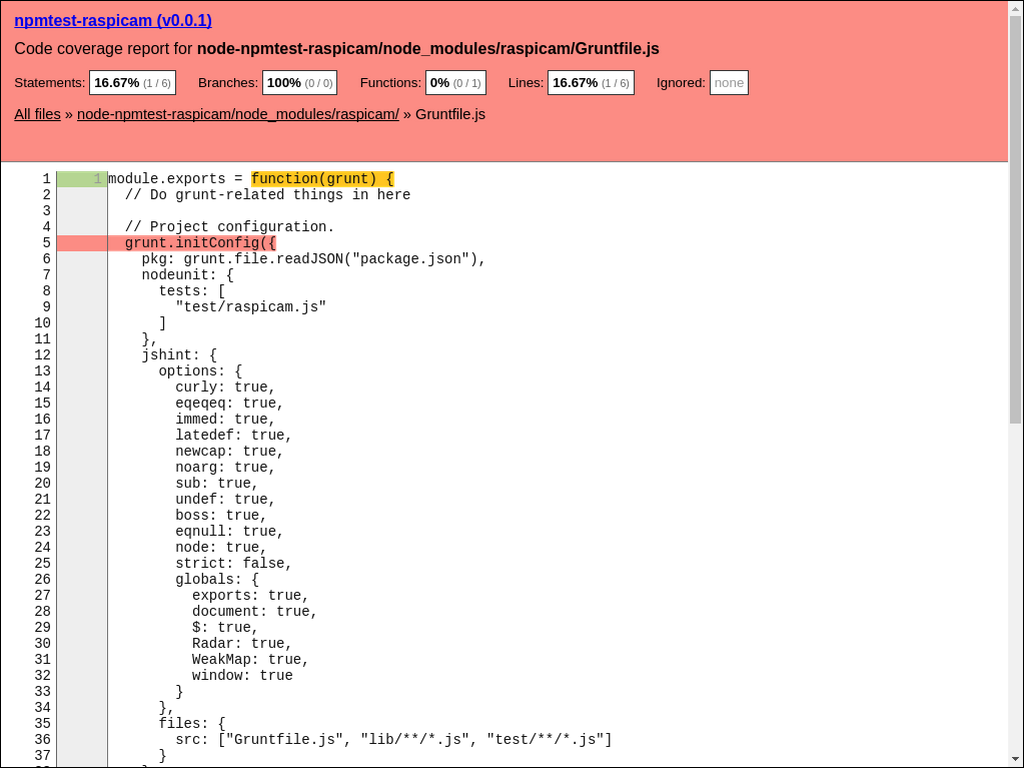 npmtest-raspicam (v0.0.1)
Code coverage report for node-npmtest-raspicam/node_modules/raspicam/Gruntfile.js
Statements: 16.67% (1 / 6) Branches: 100% (0 / 0) Functions: 0% (0 / 1) Lines: 16.67% (1 / 6) Ignored: none
All files » node-npmtest-raspicam/node_modules/raspicam/ » Gruntfile.js
1 1 module.exports = function(grunt) {
2 // Do grunt-related things in here
3
4 // Project configuration.
5 grunt.initConfig({
6 pkg: grunt.file.readJSON("package.json"),
7 nodeunit: {
8 tests: [
9 "test/raspicam.js"
10 ]
11 },
12 jshint: {
13 options: {
14 curly: true,
15 eqeqeq: true,
16 immed: true,
17 latedef: true,
18 newcap: true,
19 noarg: true,
20 sub: true,
21 undef: true,
22 boss: true,
23 eqnull: true,
24 node: true,
25 strict: false,
26 globals: {
27 exports: true,
28 document: true,
29 $: true,
30 Radar: true,
31 WeakMap: true,
32 window: true
33 }
34 },
35 files: {
36 src: ["Gruntfile.js", "lib/**/*.js", "test/**/*.js"]
37 }